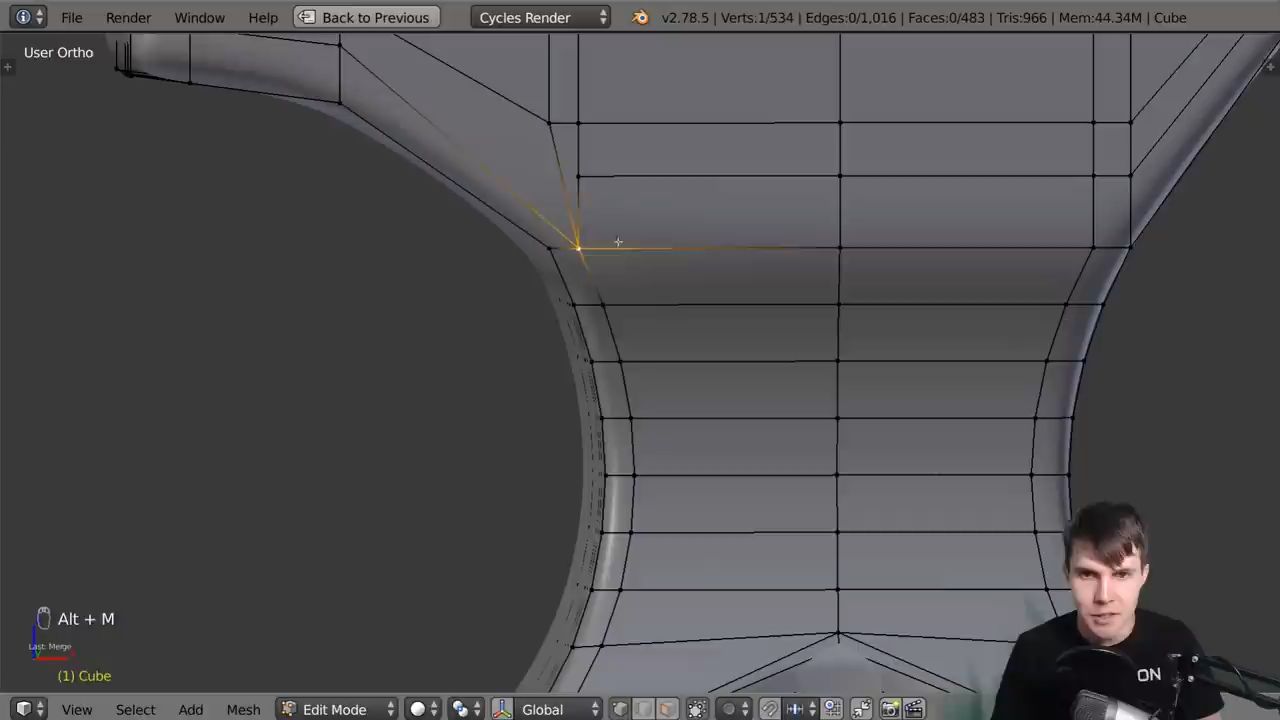 File Render Window Help Back to Previous Cycles Render v2.78.5 | Verts:1/534 | Edges:0/1,016 | Faces:0/483 | Tris:966 | Mem:44.34M | Cube
User Ortho
Alt + M
Last: Merge
(1) Cube
ON
View Select Add Mesh Edit Mode Global